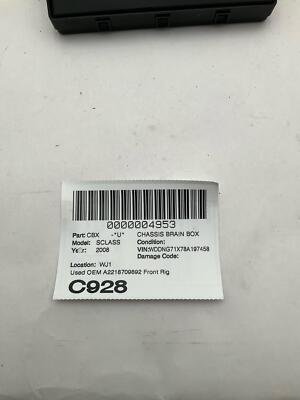 0000004953
Part: CBX -*U* CHASSIS BRAIN BOX
Model: SCLASS Condition:
Year: 2008 VIN:WDDNG71X78A197458
Damage Code:
Location: WJ1
Used OEM A2218709892 Front Rig
C928